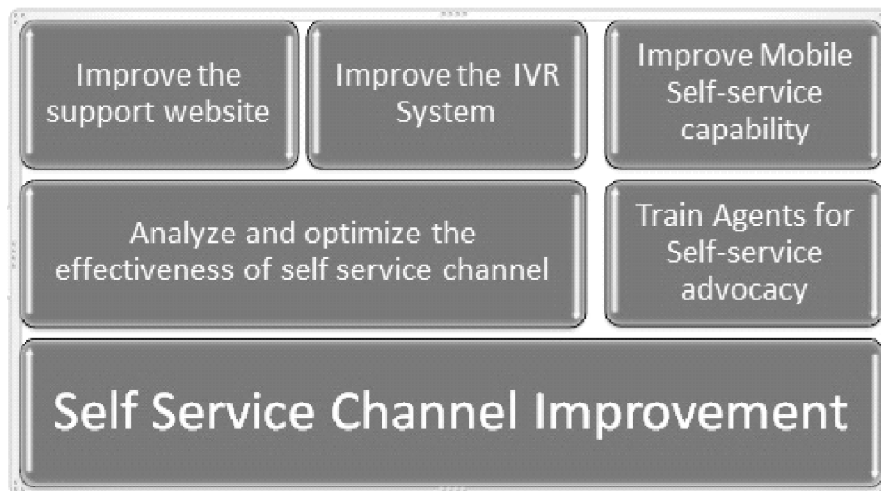 Improve the
support website
Improve the IVR
System
Improve Mobile
Self-service
capability
Analyze and optimize the
effectiveness of self service channel
Train Agents for
Self-service
advocacy
Self Service Channel Improvement